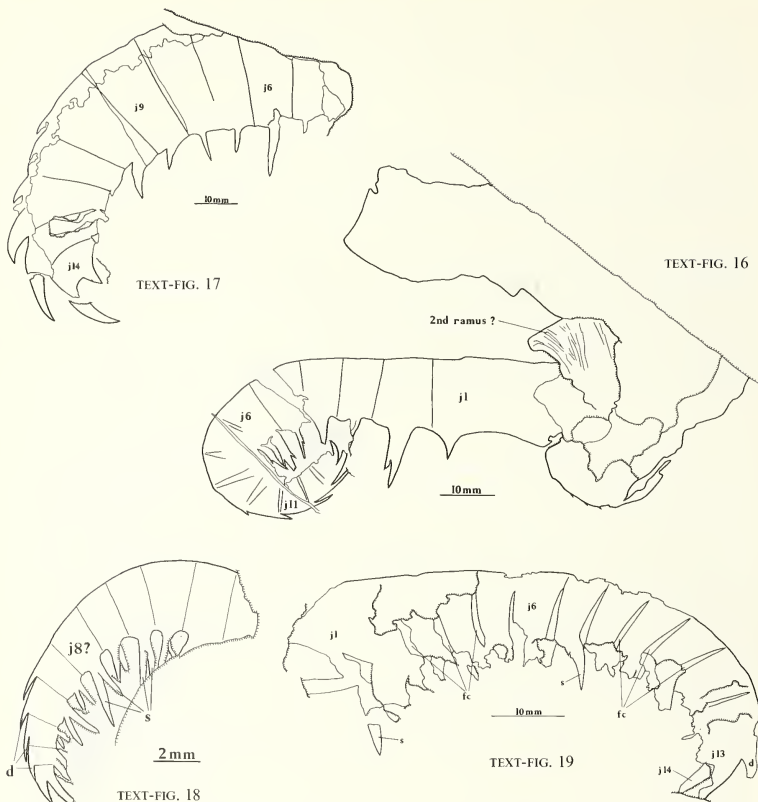 j6
j9
10mm
j14
TEXT-FIG. 17
TEXT-FIG. 16
2nd ramus ?
j6
j1
j11
10mm
j8?
s
d
2mm
TEXT-FIG. 18
j1
j6
fc
s
fc
s
10mm
j13
j14
d
TEXT-FIG. 19